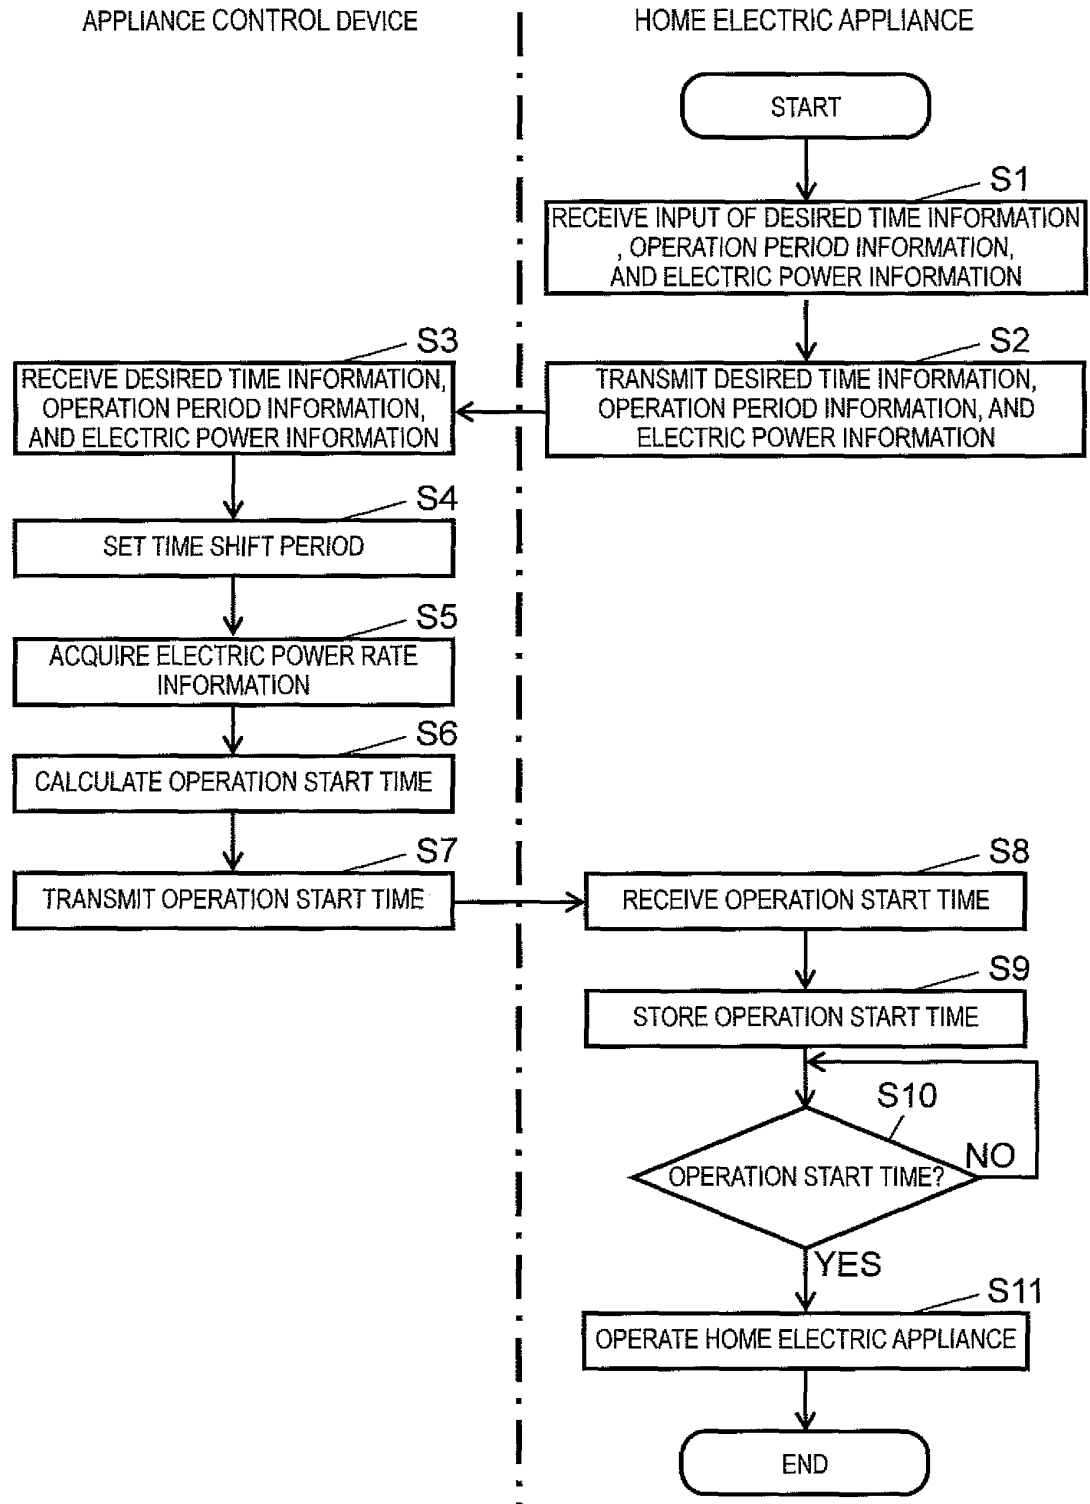 APPLIANCE CONTROL DEVICE
HOME ELECTRIC APPLIANCE
START
S1
RECEIVE INPUT OF DESIRED TIME INFORMATION
, OPERATION PERIOD INFORMATION,
AND ELECTRIC POWER INFORMATION
S2
TRANSMIT DESIRED TIME INFORMATION,
OPERATION PERIOD INFORMATION, AND
ELECTRIC POWER INFORMATION
S3
RECEIVE DESIRED TIME INFORMATION,
OPERATION PERIOD INFORMATION,
AND ELECTRIC POWER INFORMATION
S4
SET TIME SHIFT PERIOD
S5
ACQUIRE ELECTRIC POWER RATE
INFORMATION
S6
CALCULATE OPERATION START TIME
S7
TRANSMIT OPERATION START TIME
S8
RECEIVE OPERATION START TIME
S9
STORE OPERATION START TIME
S10
OPERATION START TIME?
NO
YES
S11
OPERATE HOME ELECTRIC APPLIANCE
END